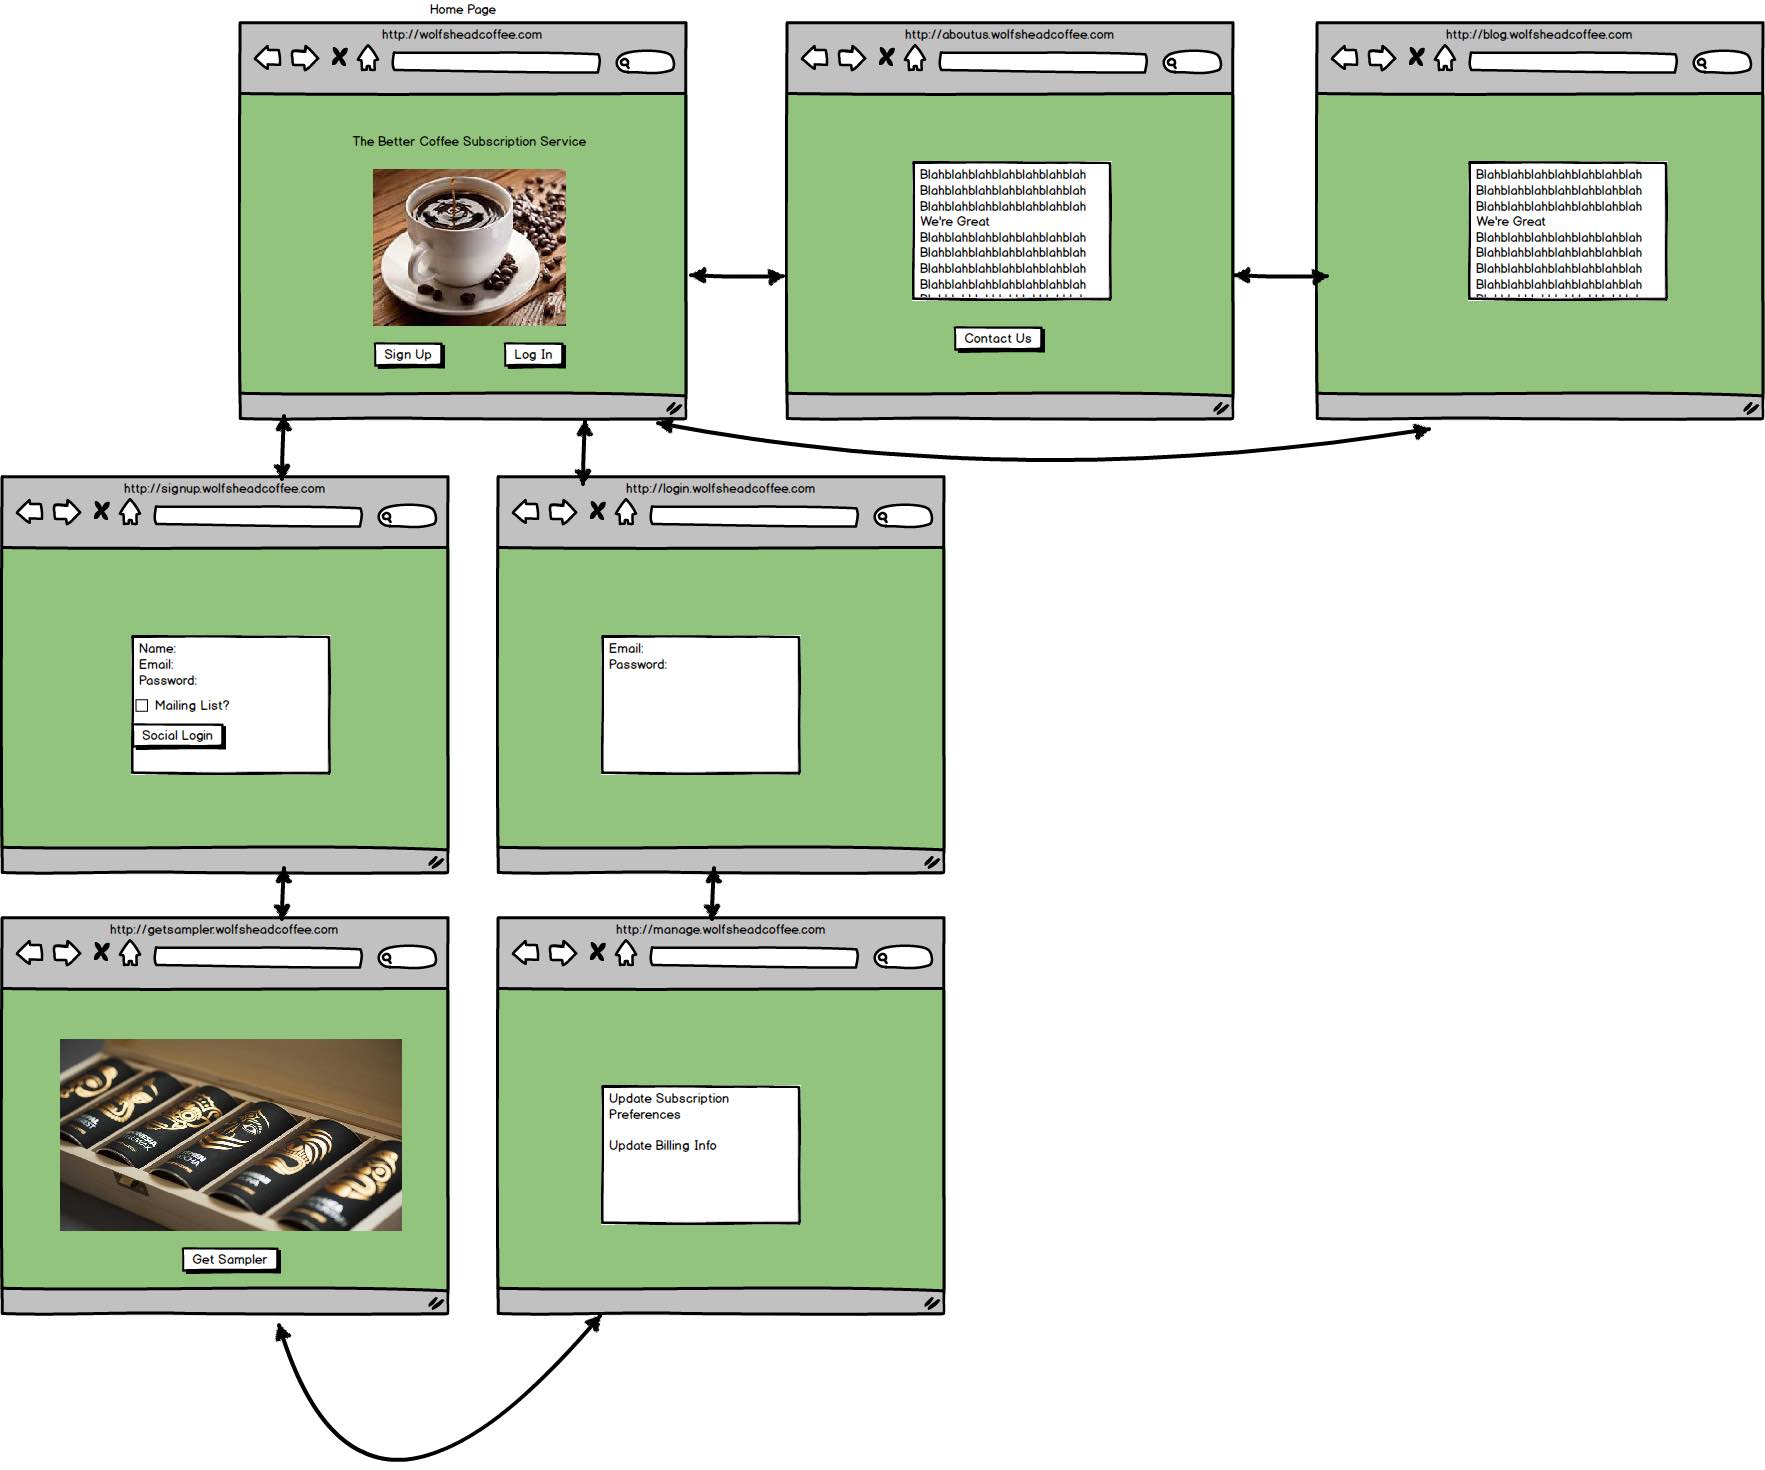 Home Page
http://wolfsheadcoffee.com
The Better Coffee Subscription Service
Sign Up
Log In
http://aboutus.wolfsheadcoffee.com
Blahblahblahblahblahblahblah
Blahblahblahblahblahblahblah
Blahblahblahblahblahblahblah
We're Great
Blahblahblahblahblahblahblah
Blahblahblahblahblahblahblah
Blahblahblahblahblahblahblah
Blahblahblahblahblahblahblah
Contact Us
http://blog.wolfsheadcoffee.com
Blahblahblahblahblahblahblah
Blahblahblahblahblahblahblah
Blahblahblahblahblahblahblah
We're Great
Blahblahblahblahblahblahblah
Blahblahblahblahblahblahblah
Blahblahblahblahblahblahblah
Blahblahblahblahblahblahblah
http://signup.wolfsheadcoffee.com
Name:
Email:
Password:
Mailing List?
Social Login
http://login.wolfsheadcoffee.com
Email:
Password:
http://getsampler.wolfsheadcoffee.com
Get Sampler
http://manage.wolfsheadcoffee.com
Update Subscription
Preferences
Update Billing Info